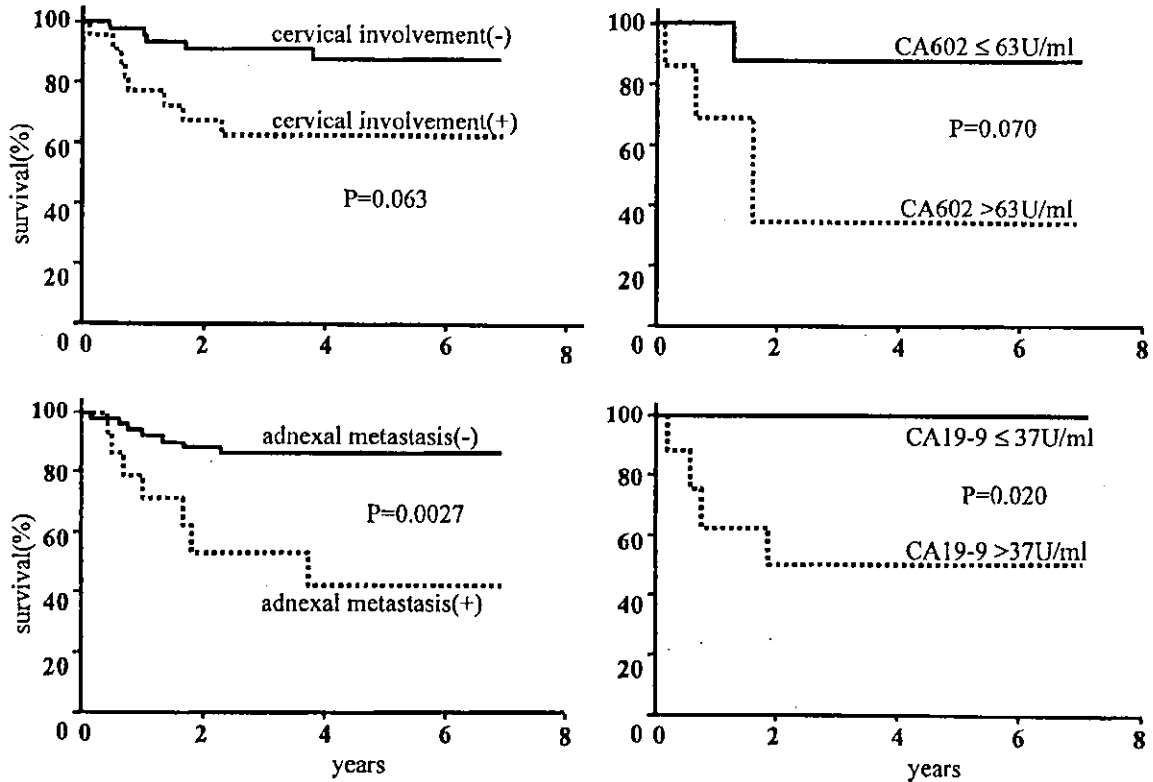 100
80
60
40
20
0
survival(%)
cervical involvement(-)
cervical involvement(+)
P=0.063
0
2
4
6
8
100
80
60
40
20
0
CA602 ≤ 63U/ml
P=0.070
CA602 >63U/ml
0
2
4
6
8
100
80
60
40
20
0
survival(%)
adnexal metastasis(-)
P=0.0027
adnexal metastasis(+)
0
2
4
6
8
years
100
80
60
40
20
0
CA19-9 ≤ 37U/ml
P=0.020
CA19-9 >37U/ml
0
2
4
6
8
years